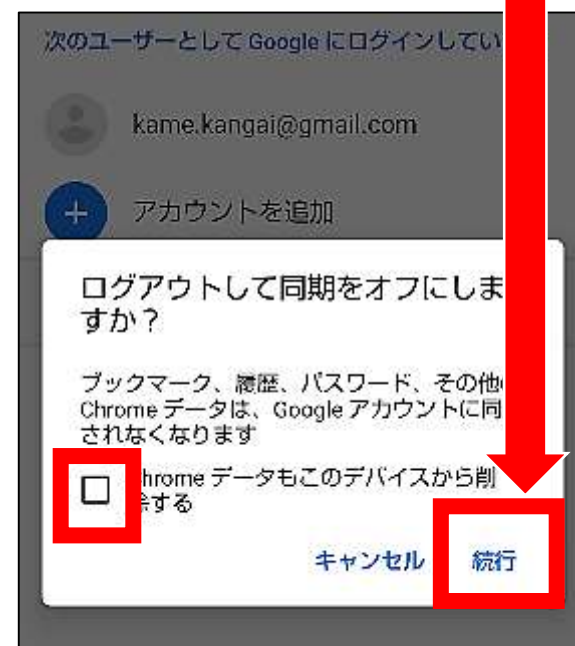 次のユーザーとして Google にログインしてい
kame.kangai@gmail.com
アカウントを追加
ログアウトして同期をオフにしま
すか？
ブックマーク、履歴、パスワード、その他
Chrome データは、Google アカウントに同
されなくなります
hrome データもこのデバイスから削
する
キャンセル 続行